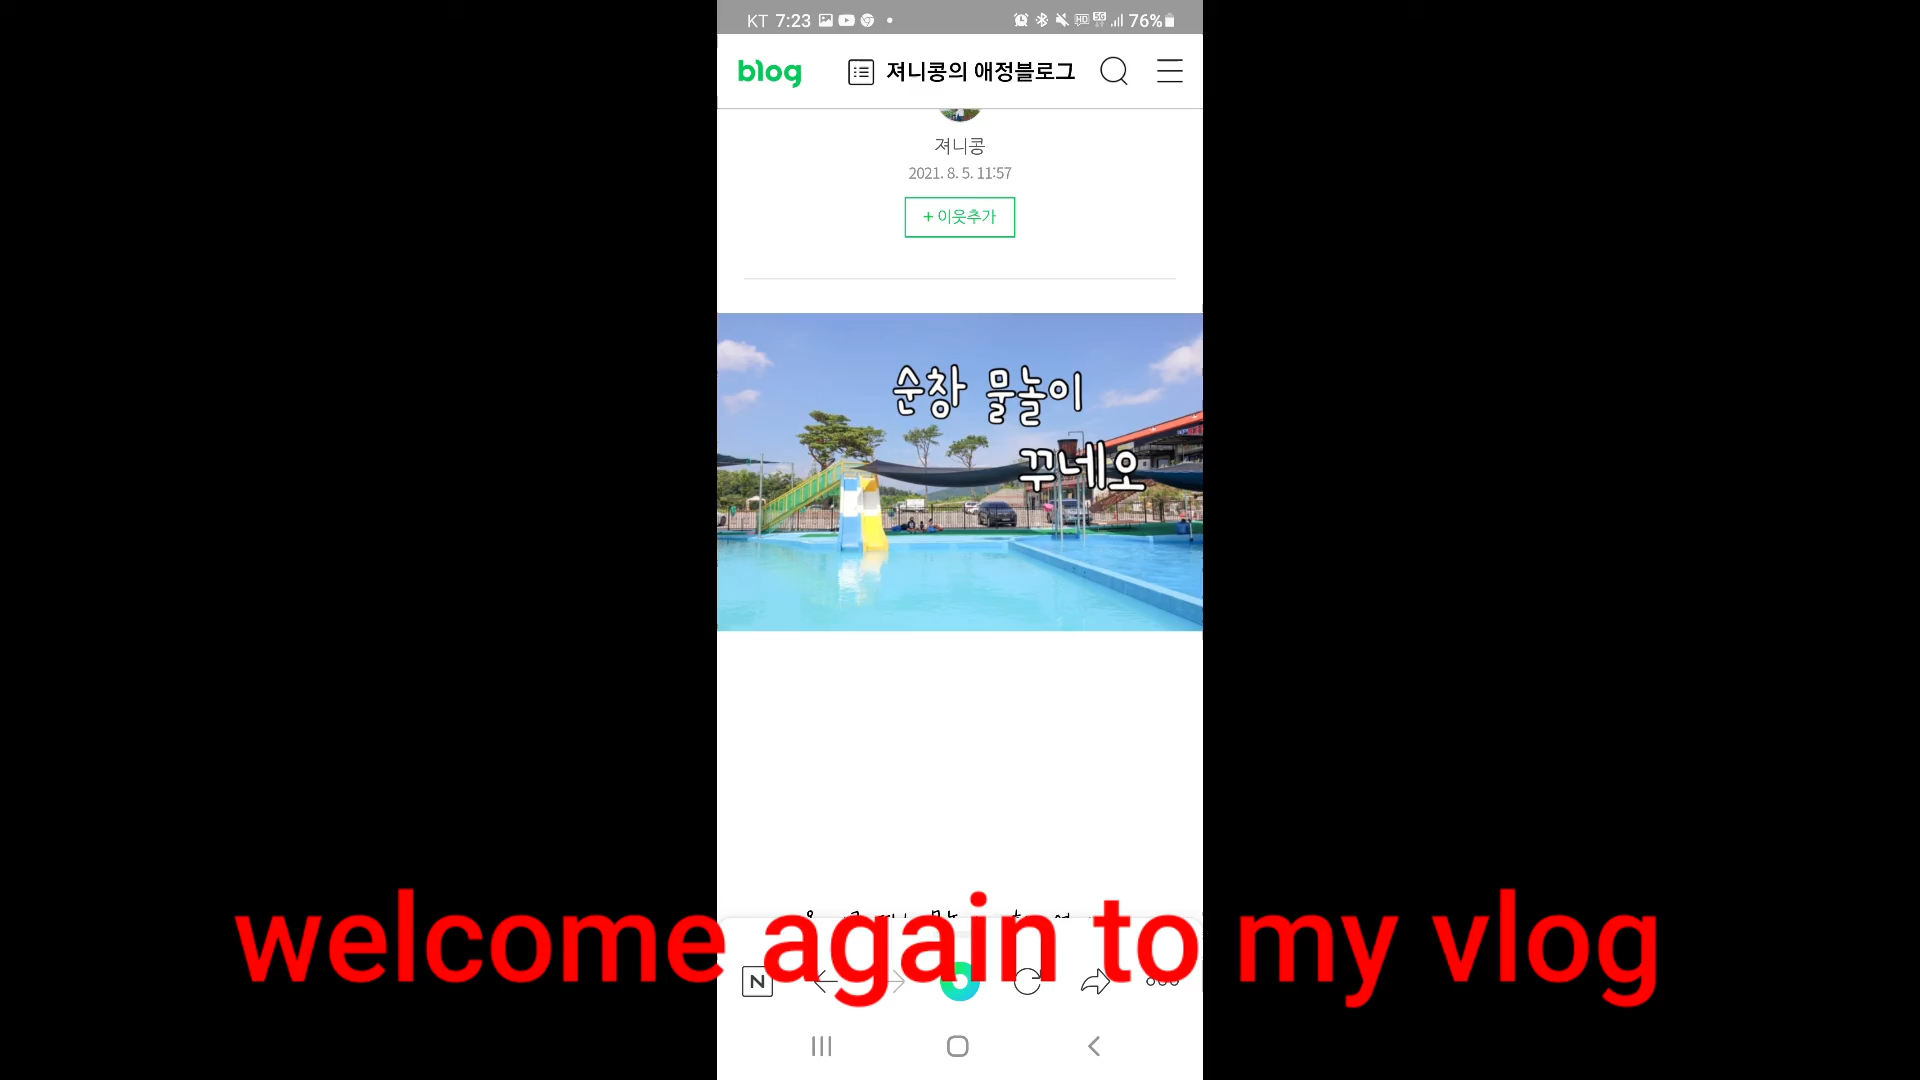 KT 7:23 76%
blog 져니콩의 애정블로그
져니콩
2021. 8. 5. 11:57
+ 이웃추가
순창 물놀이
꾸네오
welcome again to my vlog
N